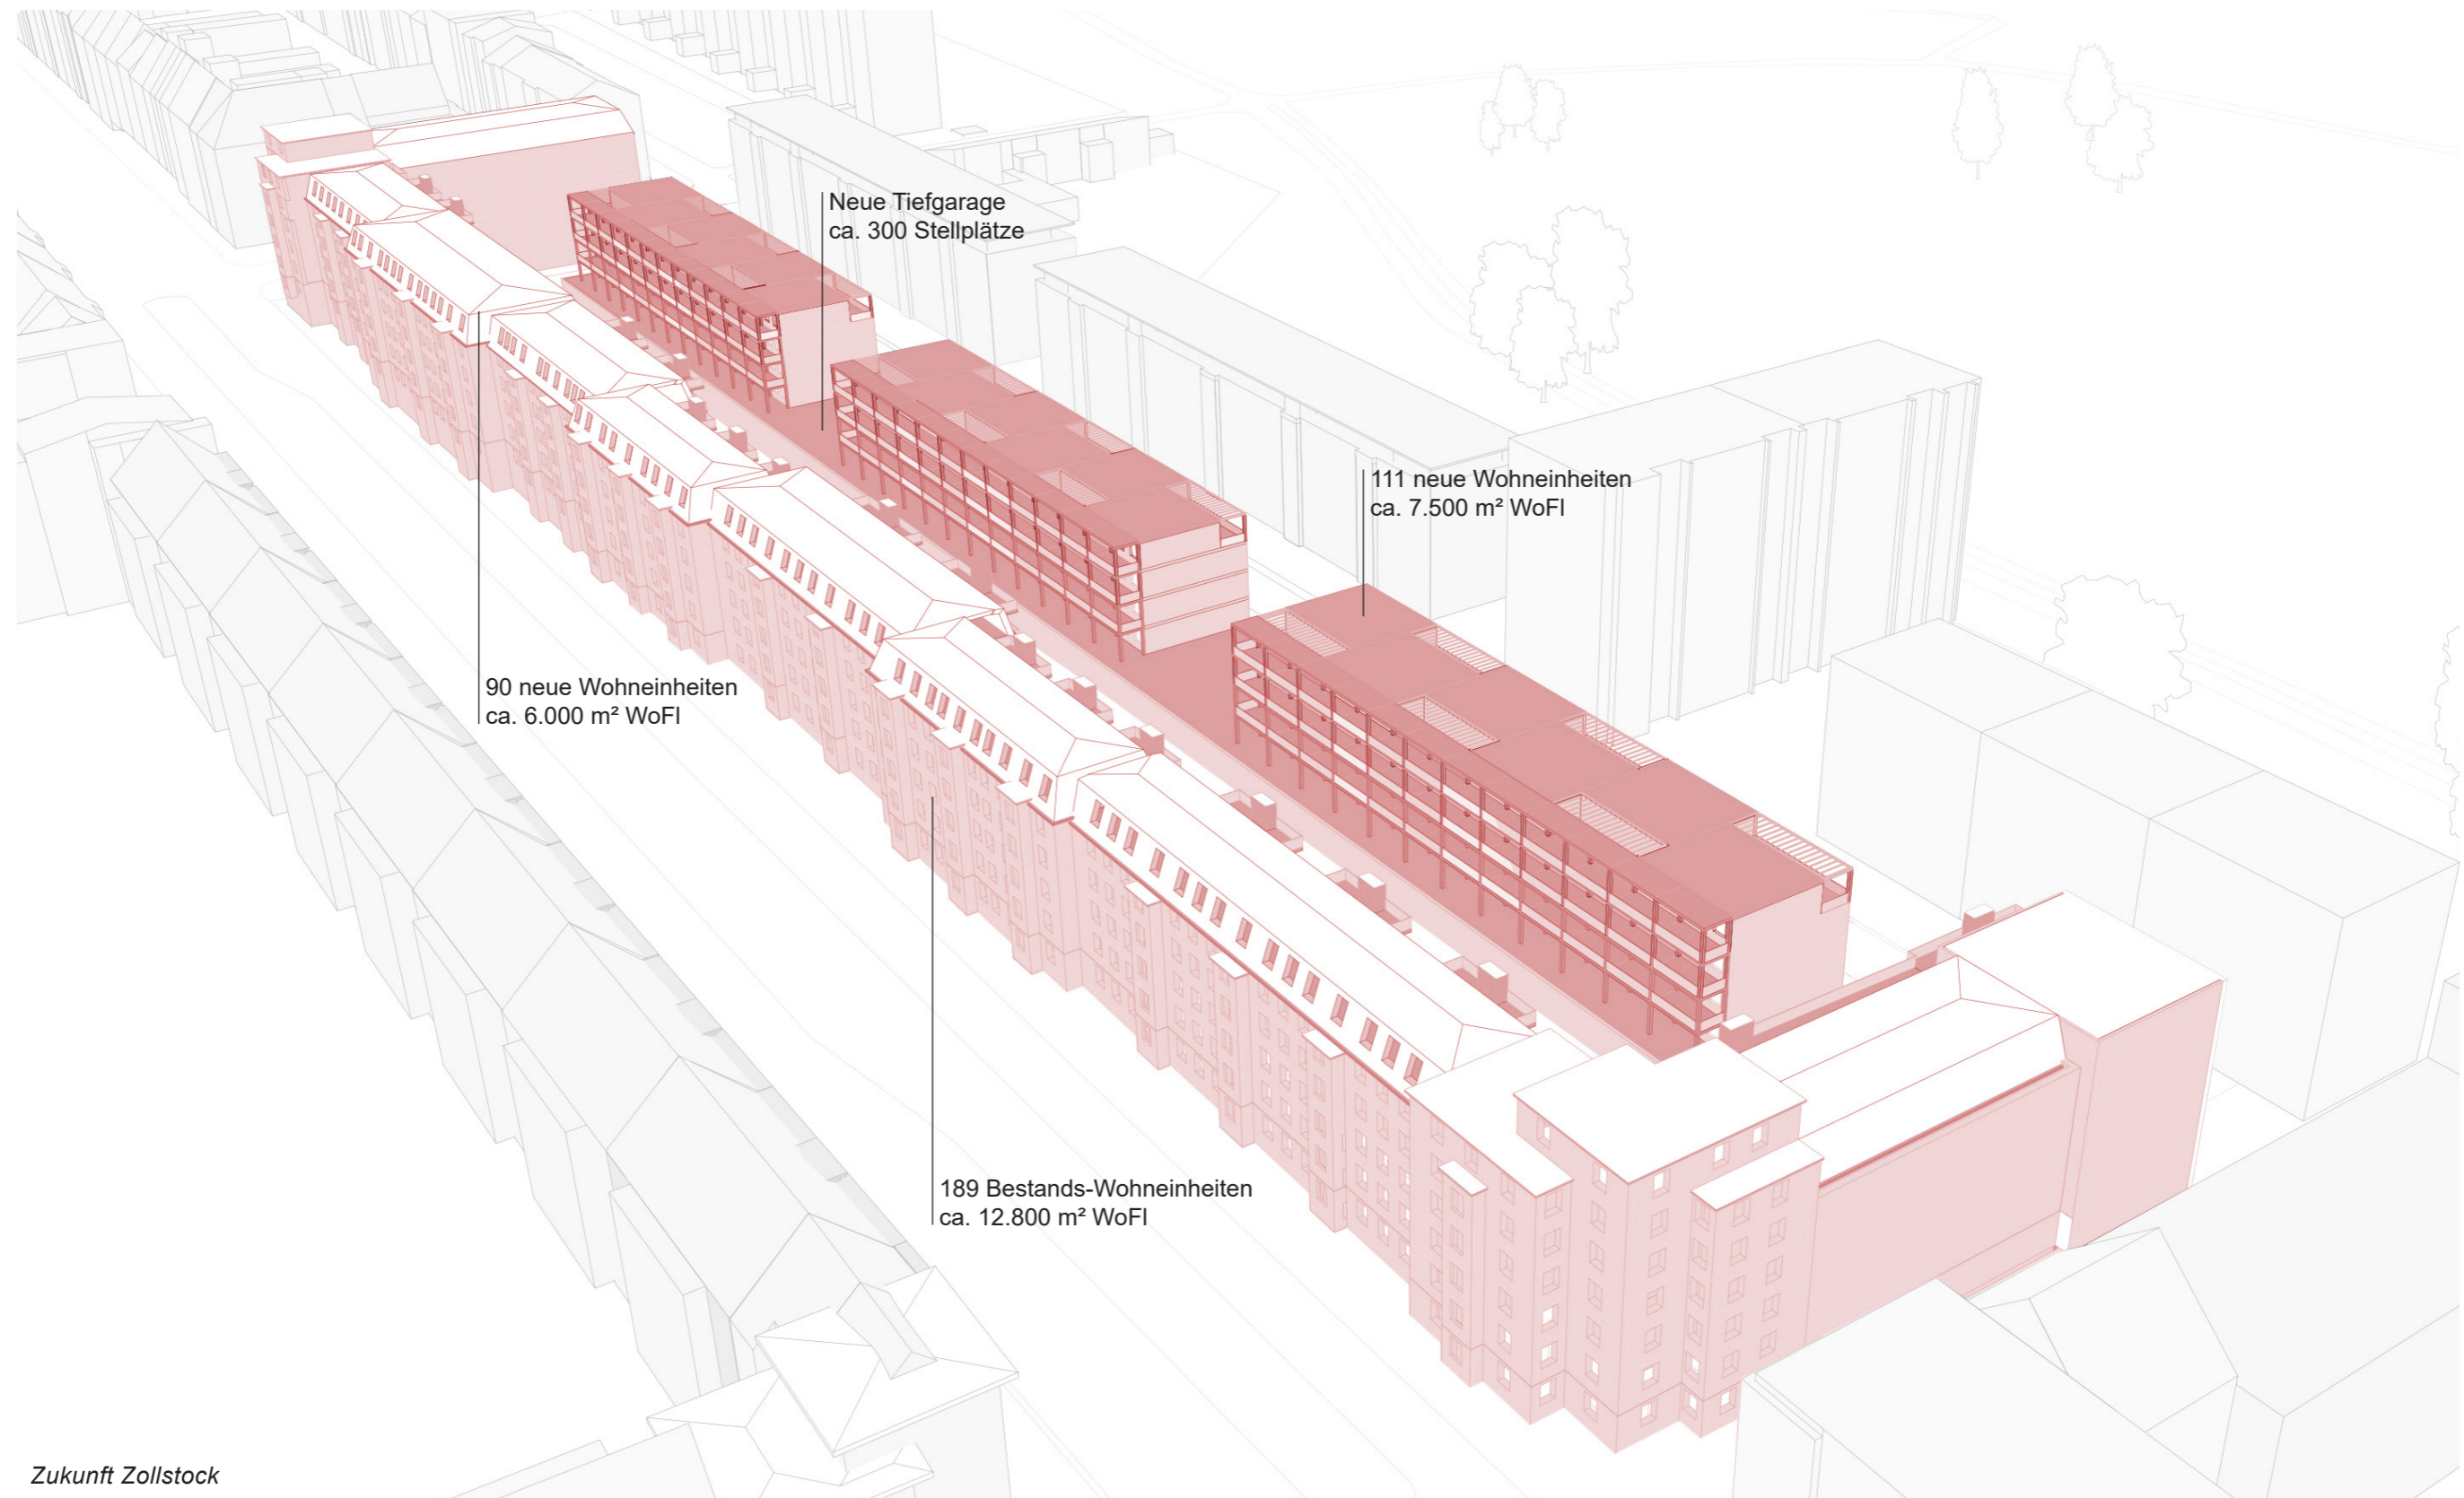 Neue Tiefgarage
ca. 300 Stellplätze
111 neue Wohneinheiten
ca. 7.500 m² WoFl
90 neue Wohneinheiten
ca. 6.000 m² WoFl
189 Bestands-Wohneinheiten
ca. 12.800 m² WoFl
Zukunft Zollstock